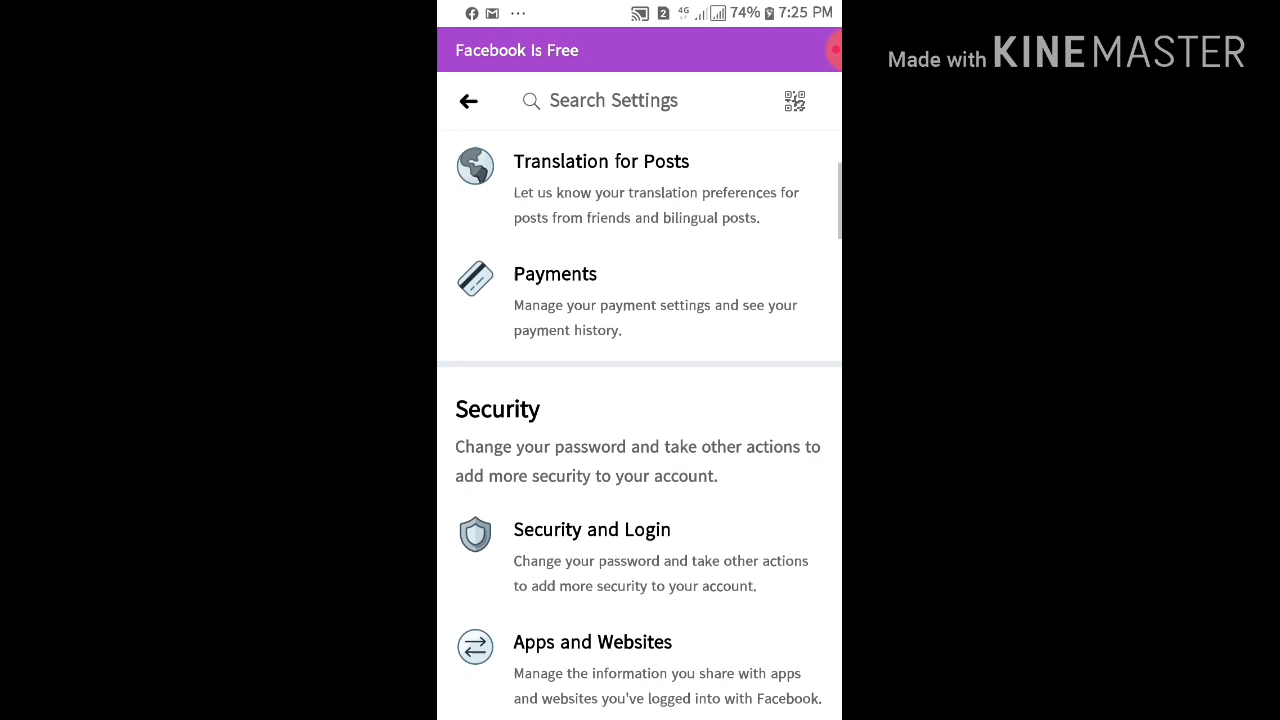 2 4G 74% 7:25 PM
Made with KINEMASTER
Facebook Is Free
Search Settings
Translation for Posts
Let us know your translation preferences for
posts from friends and bilingual posts.
Payments
Manage your payment settings and see your
payment history.
Security
Change your password and take other actions to
add more security to your account.
Security and Login
Change your password and take other actions
to add more security to your account.
Apps and Websites
Manage the information you share with apps
and websites you've logged into with Facebook.